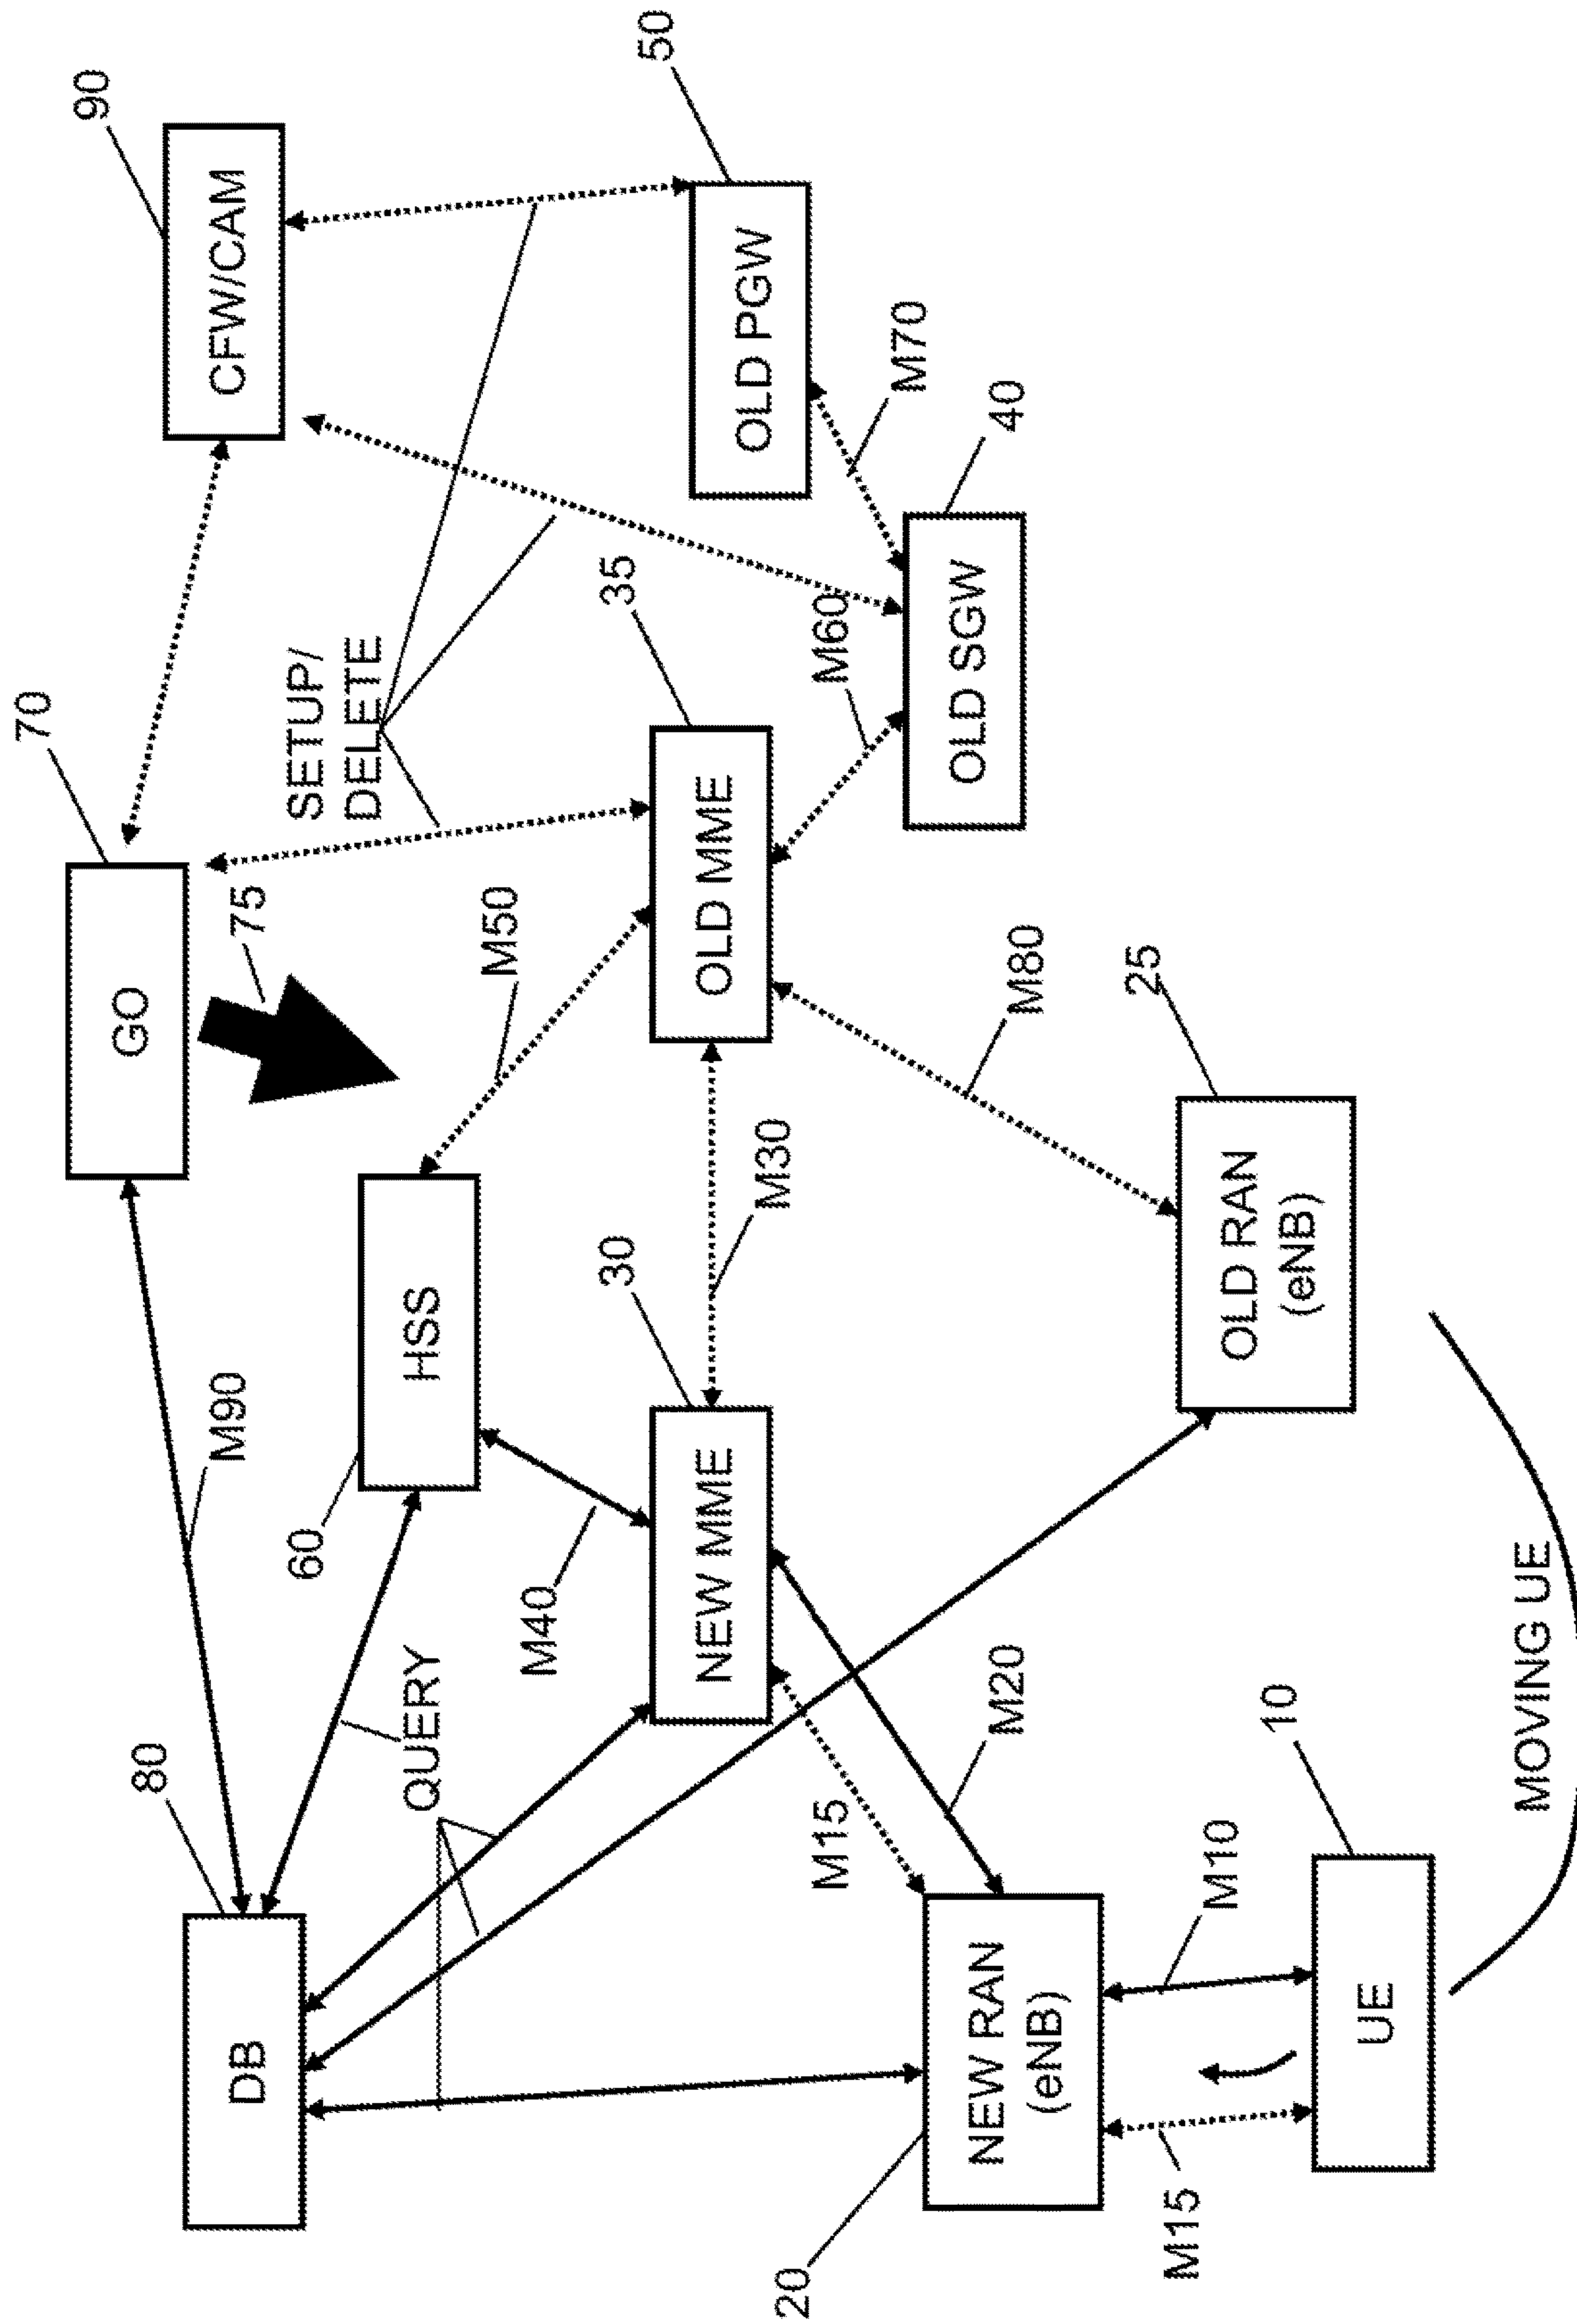 70
90
GO
CFW/CAM
80
M90
75
SETUP/
DELETE
50
DB
60
HSS
M50
35
OLD PGW
QUERY
M40
30
M30
OLD MME
M60
M70
NEW MME
40
M15
M20
M80
OLD SGW
20
NEW RAN
(eNB)
25
OLD RAN
(eNB)
M15
M10
10
UE
MOVING UE